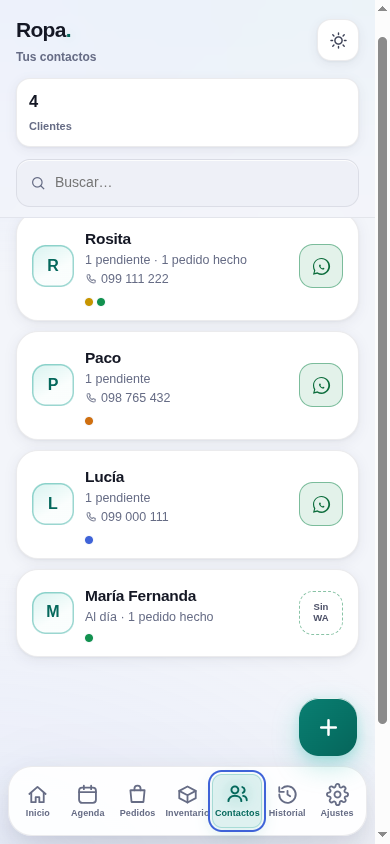 Ropa.
Tus contactos
4
Clientes
Buscar…
R
Rosita
1 pendiente · 1 pedido hecho
099 111 222
P
Paco
1 pendiente
098 765 432
L
Lucía
1 pendiente
099 000 111
M
María Fernanda
Al día · 1 pedido hecho
Sin
WA
Inicio
Agenda
Pedidos
Inventario
Contactos
Historial
Ajustes